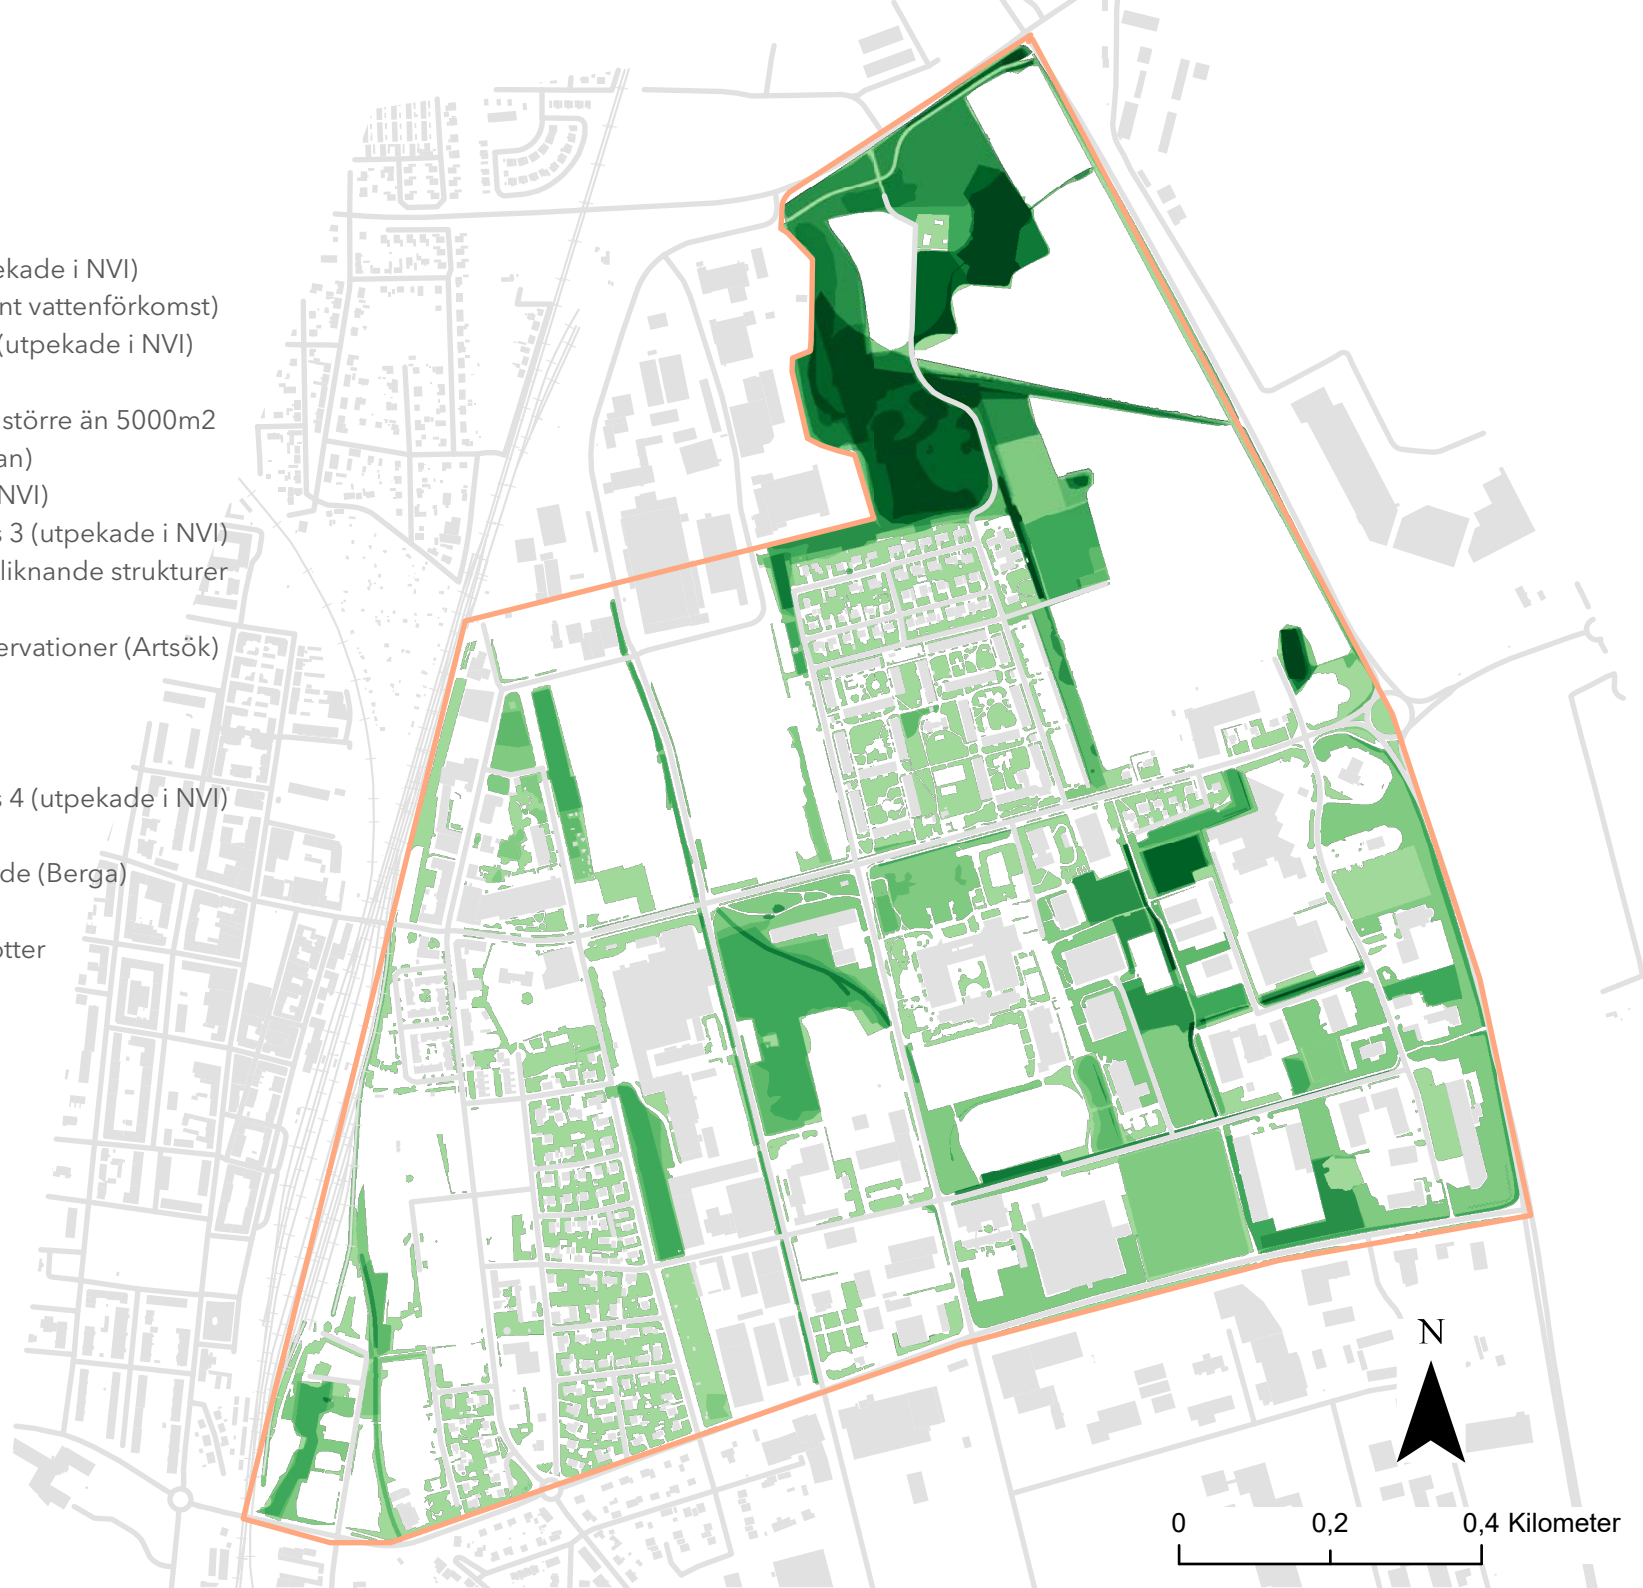 ekade i NVI)
nt vattenförkomst)
(utpekade i NVI)
större än 5000m2
an)
NVI)
s 3 (utpekade i NVI)
liknande strukturer
ervationer (Artsök)
s 4 (utpekade i NVI)
de (Berga)
otter
N
0 0,2 0,4 Kilometer